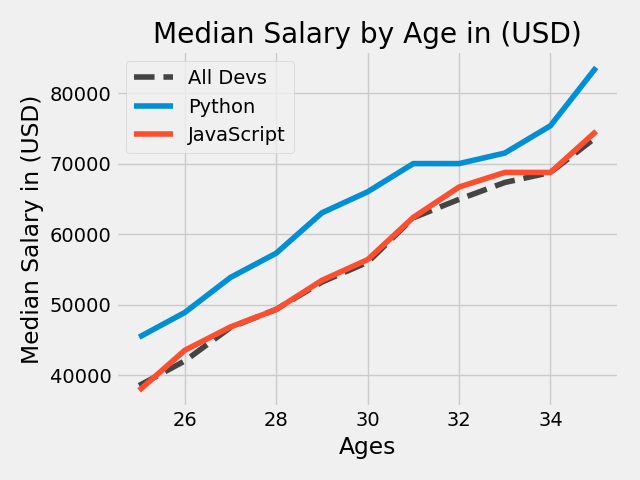 Median Salary by Age in (USD)
All Devs
Python
JavaScript
Median Salary in (USD)
80000
70000
60000
50000
40000
26 28 30 32 34
Ages